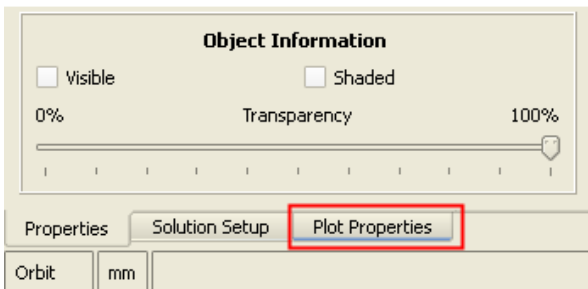 Object Information
Visible Shaded
0% Transparency 100%
Properties Solution Setup Plot Properties
Orbit mm